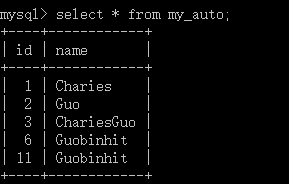 mysql> select * from my_auto;
+----+------------+
| id | name       |
+----+------------+
|  1 | Charies    |
|  2 | Guo        |
|  3 | ChariesGuo |
|  6 | Guobinhit  |
| 11 | Guobinhit  |
+----+------------+